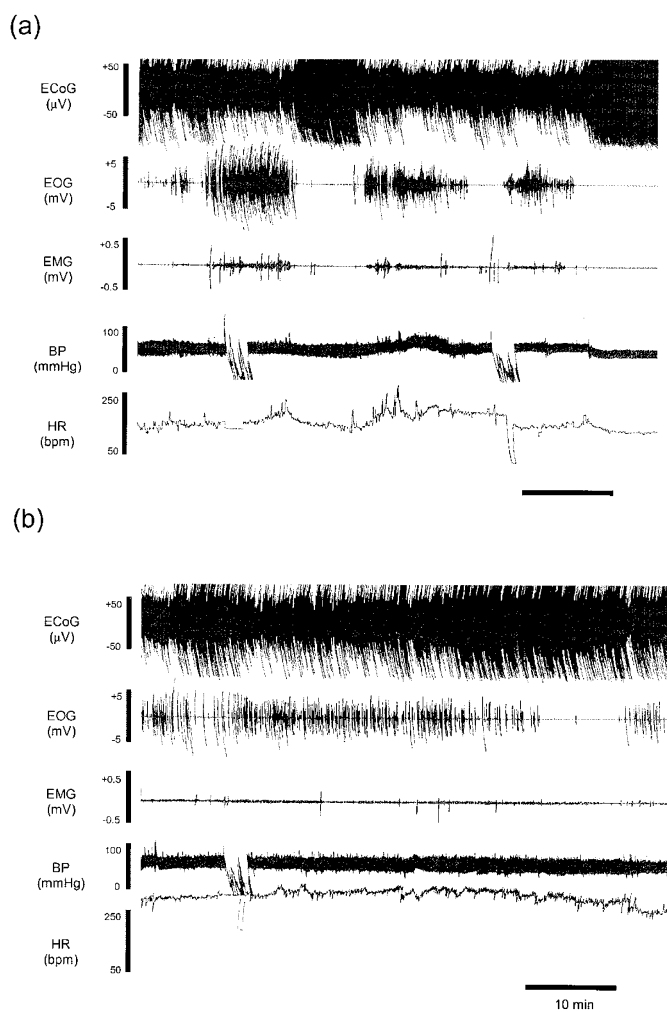 (a)
+50
ECoG
(µV)
-50
+5
EOG
(mV)
-5
+0.5
EMG
(mV)
-0.5
100
BP
(mmHg)
0
250
HR
(bpm)
50
(b)
+50
ECoG
(µV)
-50
+5
EOG
(mV)
-5
+0.5
EMG
(mV)
-0.5
100
BP
(mmHg)
0
250
HR
(bpm)
50
10 min